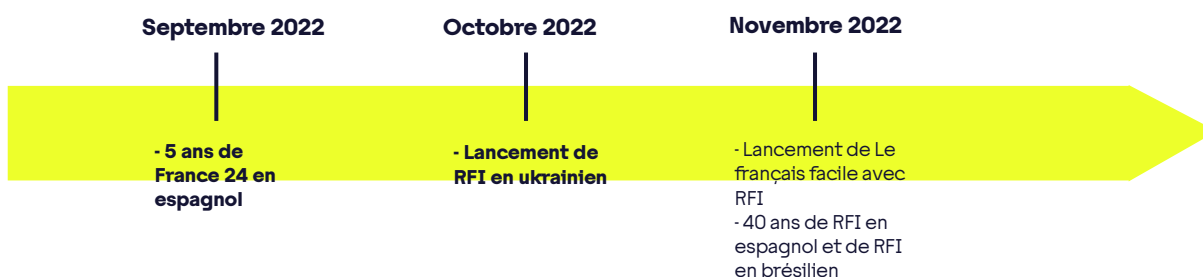 Septembre 2022
Octobre 2022
Novembre 2022
- 5 ans de
France 24 en
espagnol
- Lancement de
RFI en ukrainien
- Lancement de Le
français facile avec
RFI
- 40 ans de RFI en
espagnol et de RFI
en brésilien